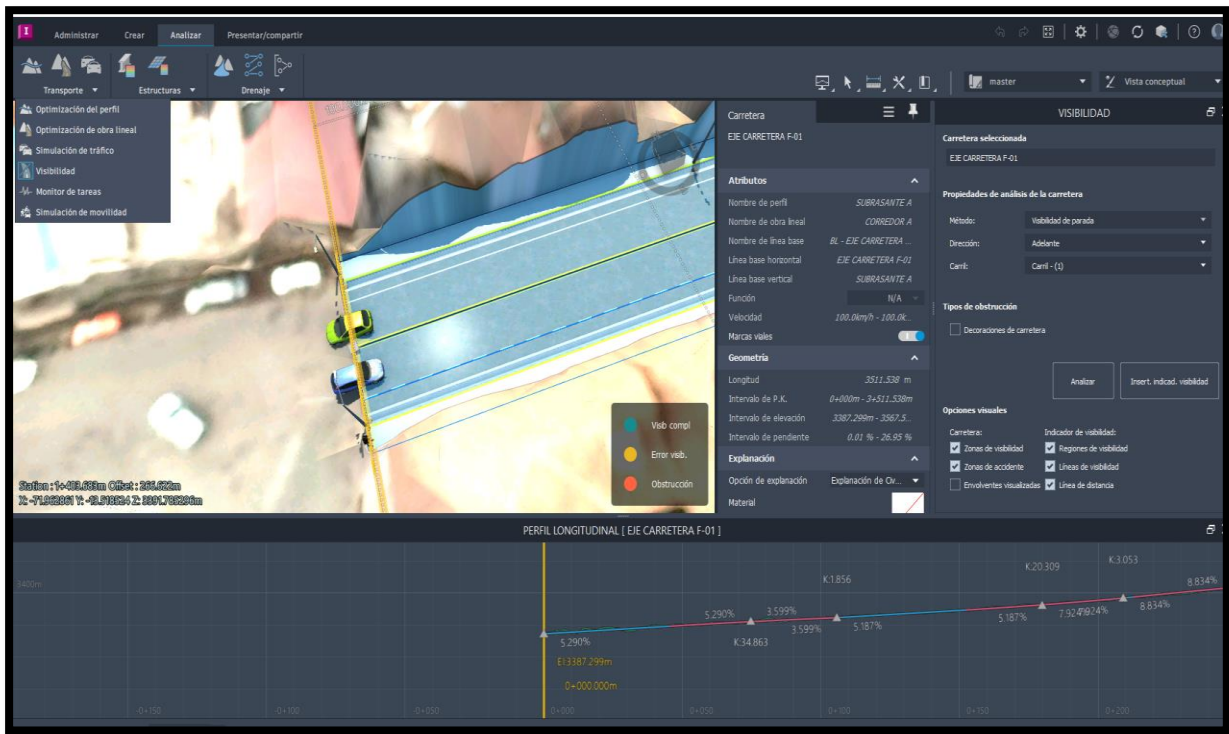 Administrar Crear Analizar Presentar/compartir
Transporte Estructuras Drenaje
master Vista conceptual
Optimización del perfil
Optimización de obra lineal
Simulación de tráfico
Visibilidad
Monitor de tareas
Simulación de movilidad
Visib compl
Error visib.
Obstrucción
Carretera
EJE CARRETERA F-01
Atributos
Nombre de perfil SUBRASANTE A
Nombre de obra lineal CORREDOR A
Nombre de línea base BL - EJE CARRETERA ...
Línea base horizontal EJE CARRETERA F-01
Línea base vertical SUBRASANTE A
Función N/A
Velocidad 100.0km/h - 100.0k...
Marcas viales
Geometría
Longitud 3511.538 m
Intervalo de P.K. 0+000m - 3+511.538m
Intervalo de elevación 3387.299m - 3567.5...
Intervalo de pendiente 0.01 % - 26.95 %
Explanación
Opción de explanación Explanación de Civ...
Material
VISIBILIDAD
Carretera seleccionada
EJE CARRETERA F-01
Propiedades de análisis de la carretera
Método: Visibilidad de parada
Dirección: Adelante
Carril: Carril - (1)
Tipos de obstrucción
Decoraciones de carretera
Analizar Insert. indicad. visibilidad
Opciones visuales
Carretera: Indicador de visibilidad:
Zonas de visibilidad Regiones de visibilidad
Zonas de accidente Líneas de visibilidad
Envolventes visualizadas Línea de distancia
PERFIL LONGITUDINAL [ EJE CARRETERA F-01 ]
3400m
K:1.856 K:20.309 K:3.053
5.290% 3.599% 8.834%
5.290% K:34.863 3.599% 5.187% 5.187% 8.834%
El:3387.299m
0+000.000m
-0+150 -0+100 -0+050 0+000 0+050 0+100 0+150 0+200